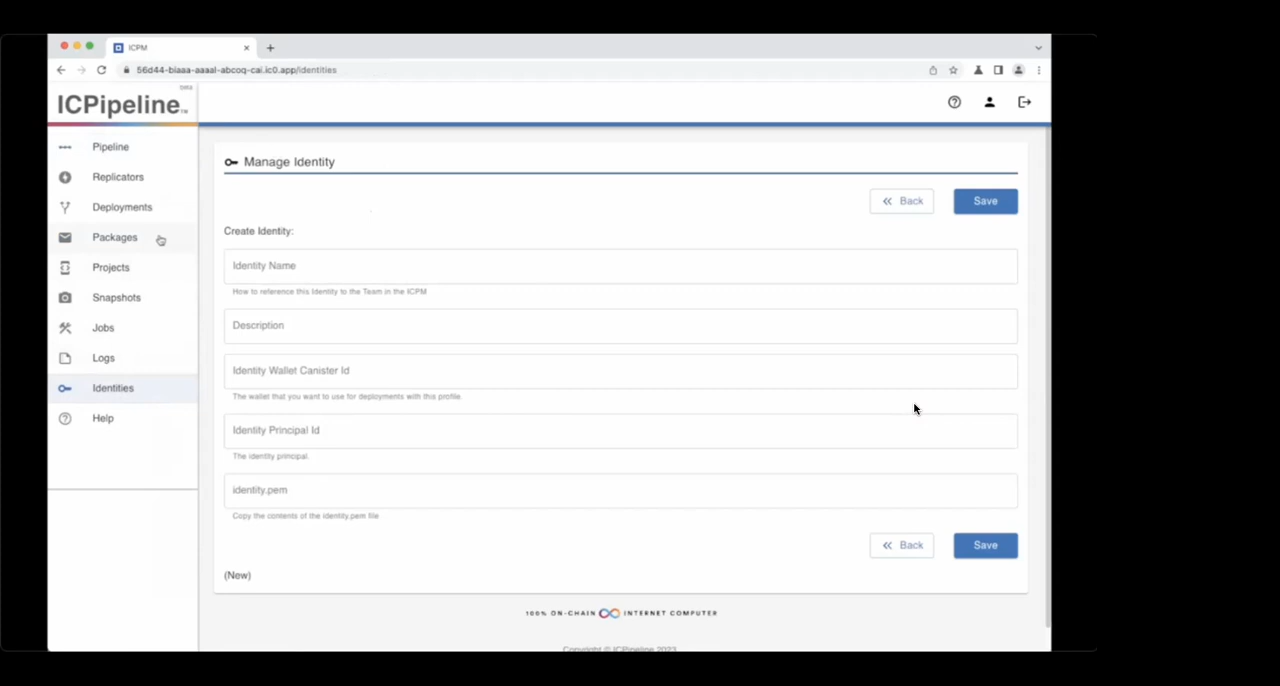 ICPM
56d44-biaaa-aaaal-abcoq-cai.ic0.app/identities
BETA
ICPipeline™
Pipeline
Replicators
Deployments
Packages
Projects
Snapshots
Jobs
Logs
Identities
Help
Manage Identity
Back
Save
Create Identity:
Identity Name
How to reference this Identity to the Team in the ICPM
Description
Identity Wallet Canister Id
The wallet that you want to use for deployments with this profile.
Identity Principal Id
The identity principal.
identity.pem
Copy the contents of the identity.pem file
Back
Save
(New)
100% ON-CHAIN INTERNET COMPUTER
Copyright © ICPipeline 2023